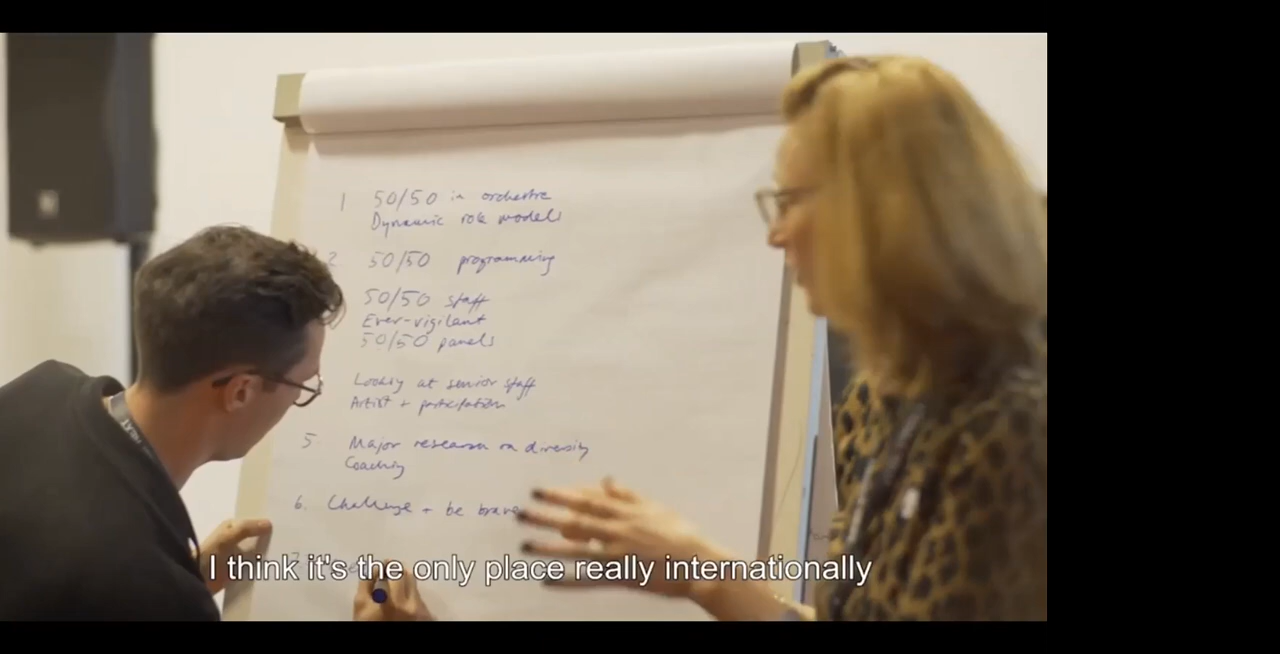 1 50/50 in orchestra
Dynamic role models
2 50/50 programming
50/50 staff
Ever-vigilant
50/50 panels
Looking at senior staff
Artist + participation
5. Major research on diversity
Coaching
6. Challenge + be brave
I think it's the only place really internationally